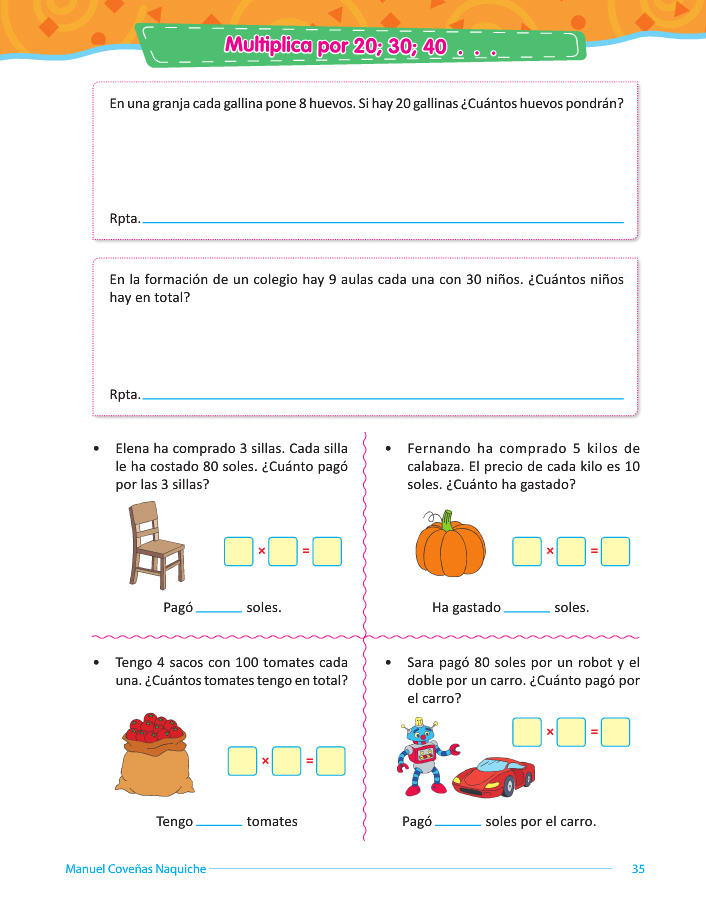 Multiplica por 20; 30; 40 . . .
En una granja cada gallina pone 8 huevos. Si hay 20 gallinas ¿Cuántos huevos pondrán?
Rpta.
En la formación de un colegio hay 9 aulas cada una con 30 niños. ¿Cuántos niños
hay en total?
Rpta.
• Elena ha comprado 3 sillas. Cada silla
le ha costado 80 soles. ¿Cuánto pagó
por las 3 sillas?
× =
Pagó ______ soles.
• Fernando ha comprado 5 kilos de
calabaza. El precio de cada kilo es 10
soles. ¿Cuánto ha gastado?
× =
Ha gastado ______ soles.
• Tengo 4 sacos con 100 tomates cada
una. ¿Cuántos tomates tengo en total?
× =
Tengo ______ tomates
• Sara pagó 80 soles por un robot y el
doble por un carro. ¿Cuánto pagó por
el carro?
× =
Pagó ______ soles por el carro.
Manuel Coveñas Naquiche 35